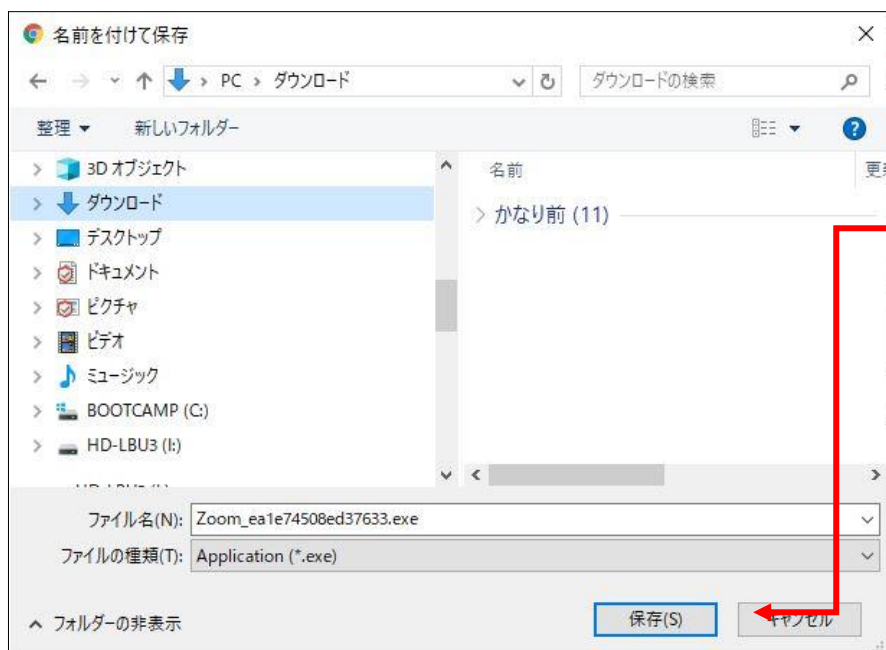 名前を付けて保存
PC › ダウンロード
ダウンロードの検索
整理
新しいフォルダー
3D オブジェクト
ダウンロード
デスクトップ
ドキュメント
ピクチャ
ビデオ
ミュージック
BOOTCAMP (C:)
HD-LBU3 (I:)
名前
かなり前 (11)
ファイル名(N): Zoom_ea1e74508ed37633.exe
ファイルの種類(T): Application (*.exe)
フォルダーの非表示
保存(S)
キャンセル